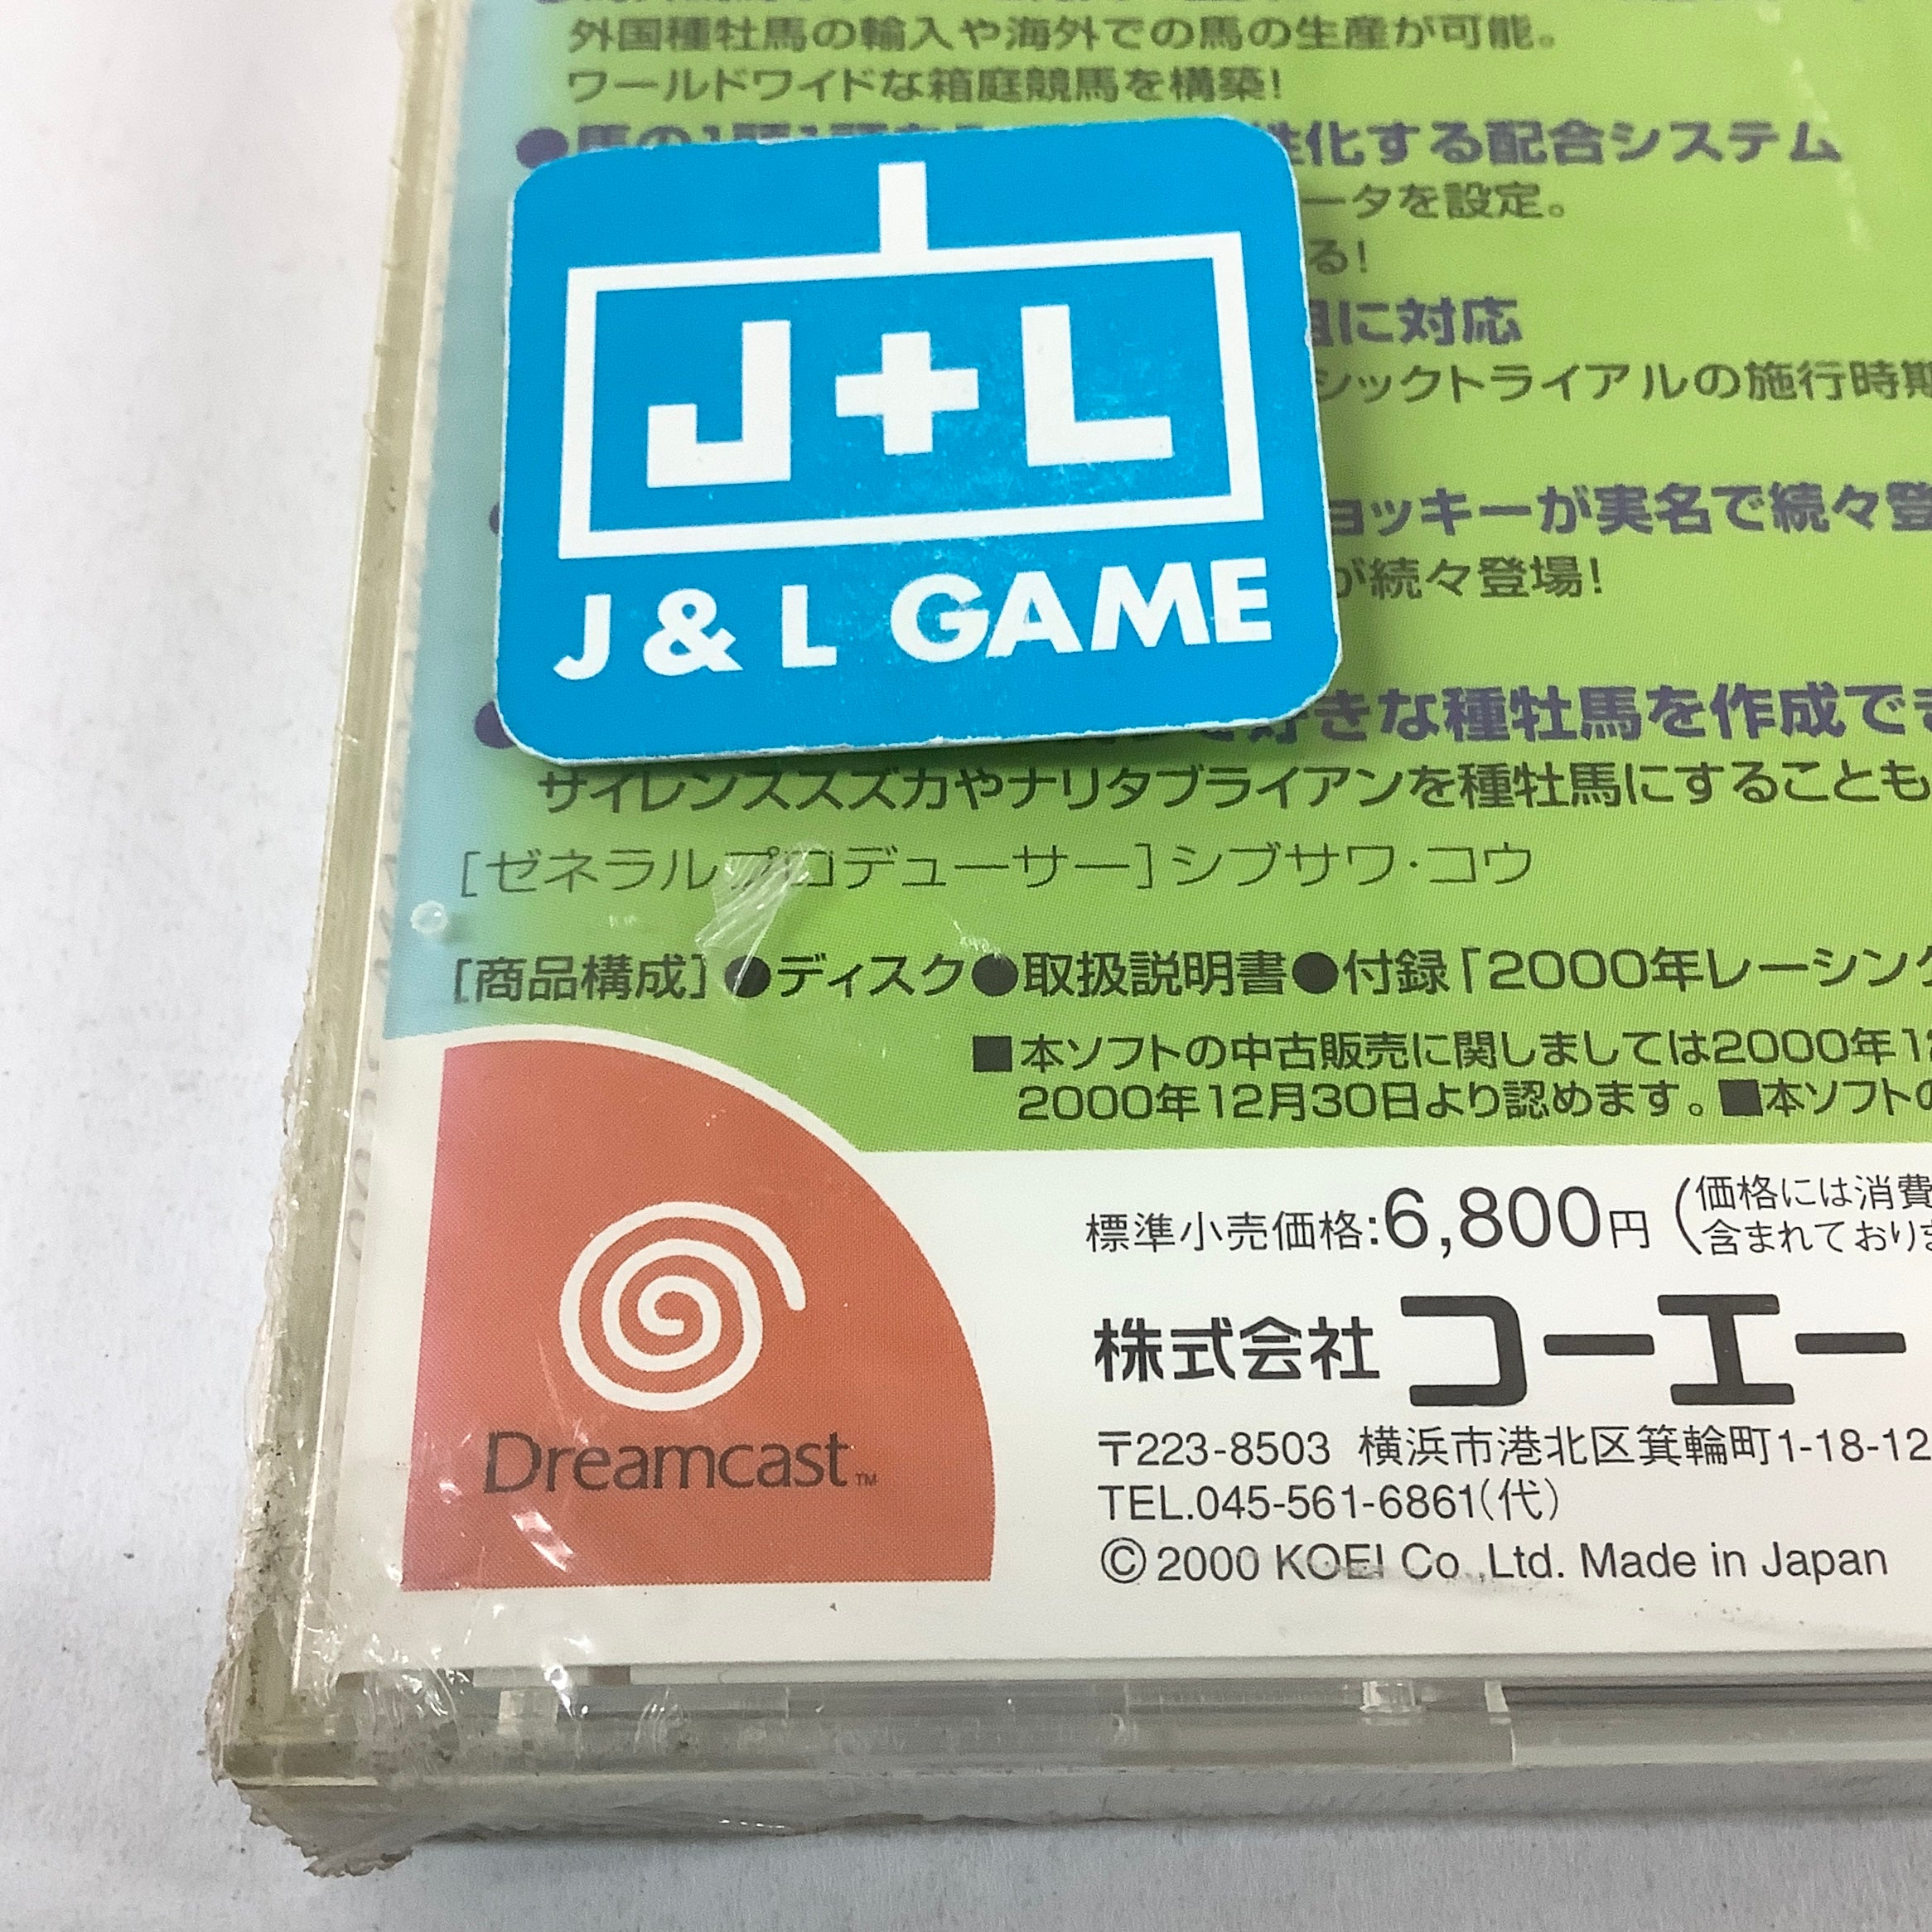 外国種牡馬の輸入や海外での馬の生産が可能。
ワールドワイドな箱庭競馬を構築!
性化する配合システム
ータを設定。
る!
に対応
シックトライアルの施行時期
ョッキーが実名で続々登
が続々登場!
好きな種牡馬を作成でき
サイレンススズカやナリタブライアンを種牡馬にすることも
[ゼネラルプロデューサー]シブサワ・コウ
[商品構成]●ディスク●取扱説明書●付録「2000年レーシング
■本ソフトの中古販売に関しましては2000年12
2000年12月30日より認めます。■本ソフトの
標準小売価格:6,800円
(価格には消費
含まれておりま
株式会社 コーエー
〒223-8503 横浜市港北区箕輪町1-18-12
TEL.045-561-6861(代)
© 2000 KOEI Co.,Ltd. Made in Japan
Dreamcast™
J+L
J & L GAME